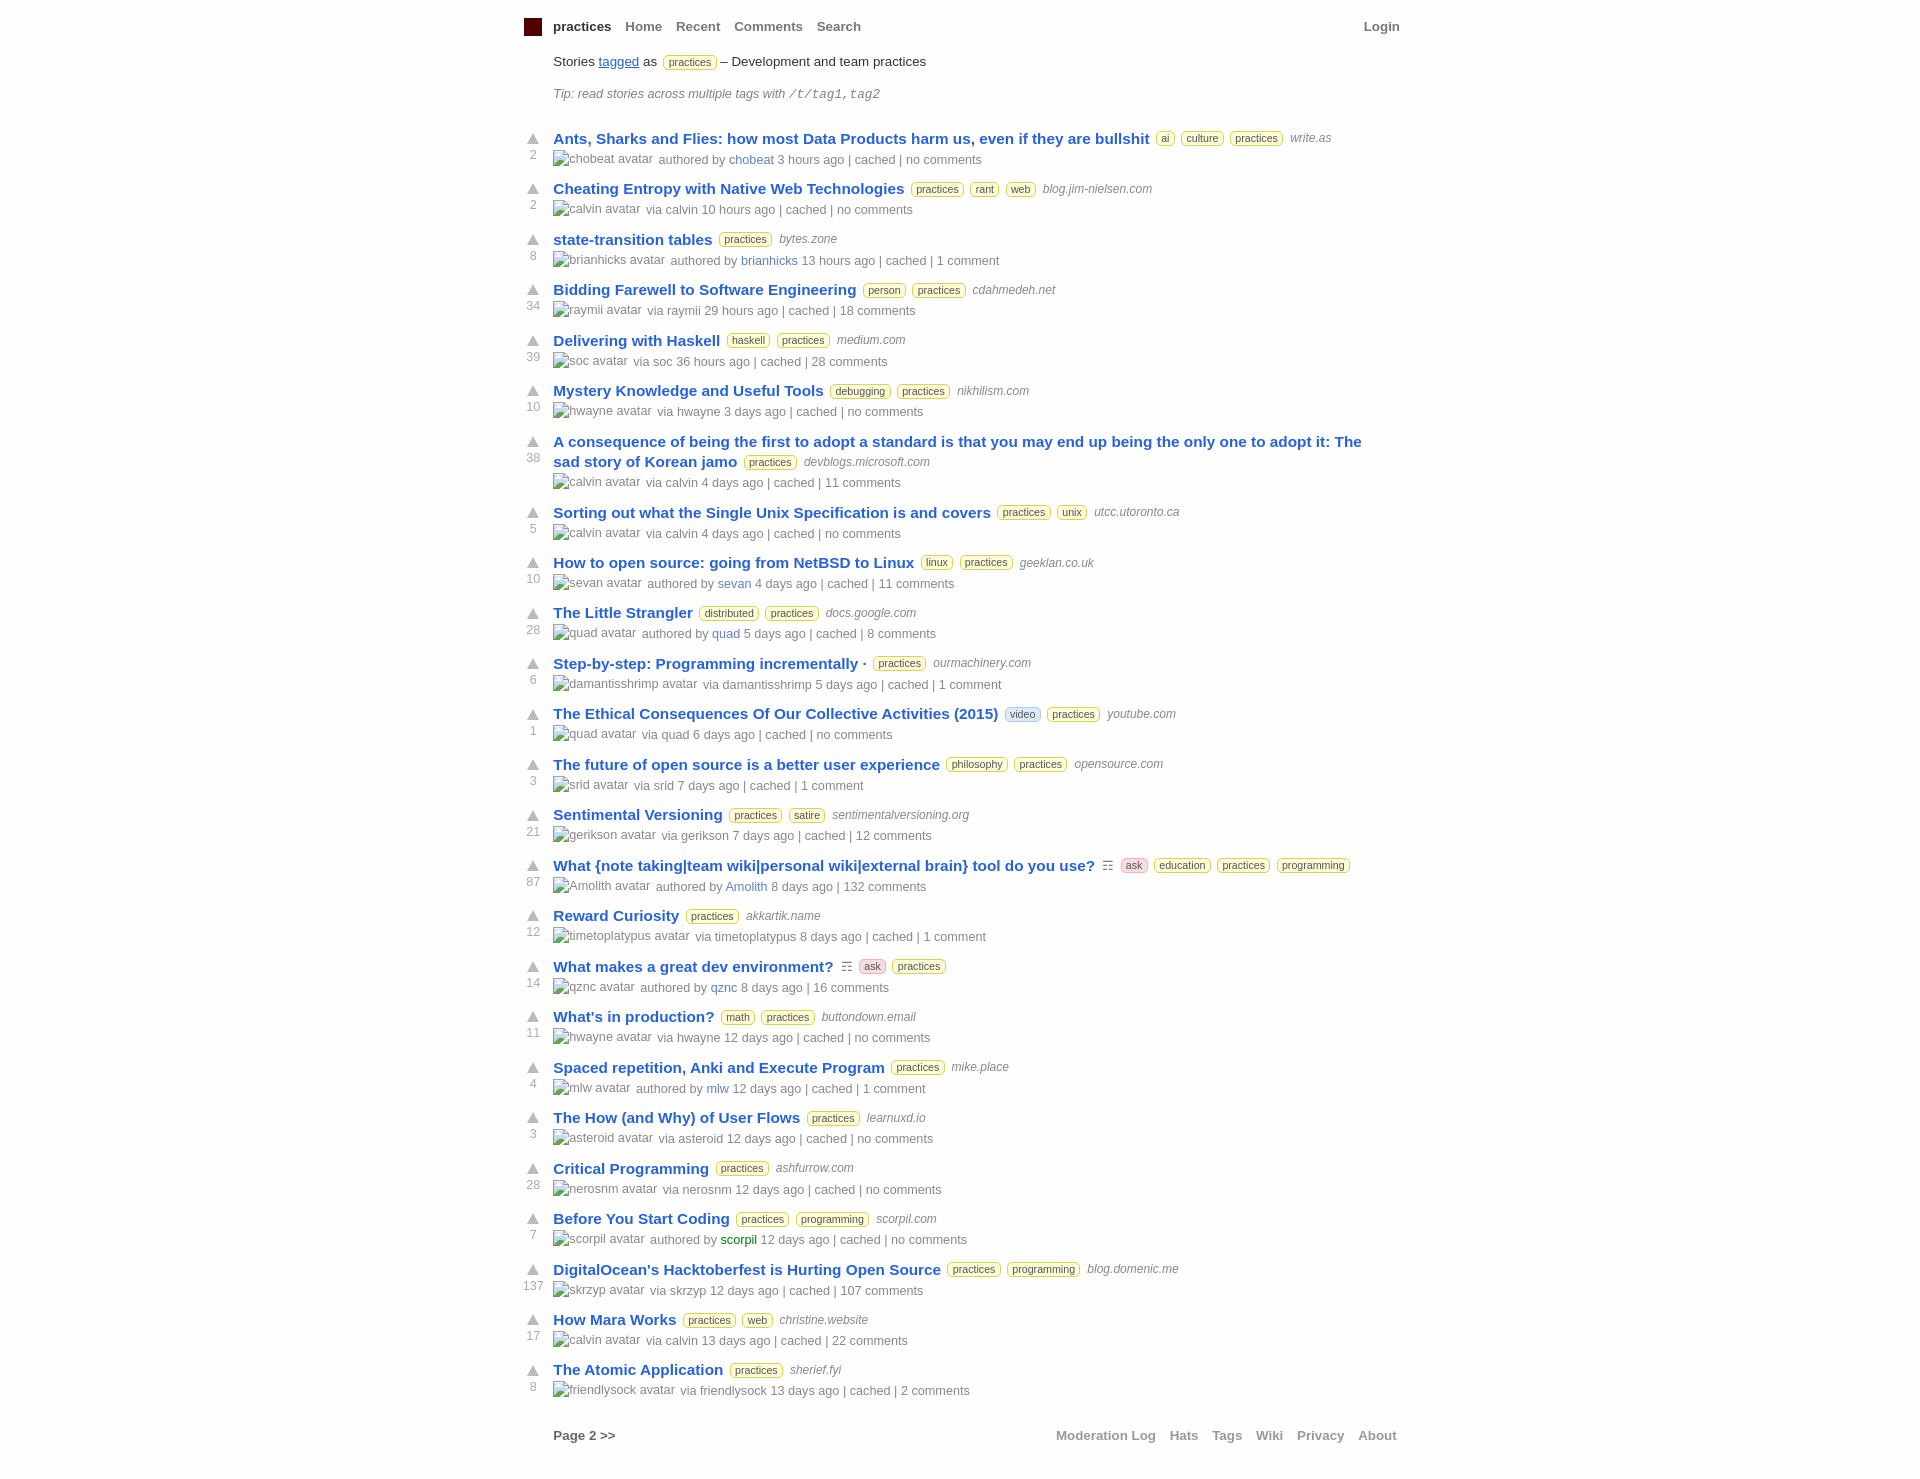 practices Home Recent Comments Search Login
Stories tagged as practices – Development and team practices
Tip: read stories across multiple tags with /t/tag1,tag2
Ants, Sharks and Flies: how most Data Products harm us, even if they are bullshit ai culture practices write.as
2 chobeat avatar authored by chobeat 3 hours ago | cached | no comments
Cheating Entropy with Native Web Technologies practices rant web blog.jim-nielsen.com
2 calvin avatar via calvin 10 hours ago | cached | no comments
state-transition tables practices bytes.zone
8 brianhicks avatar authored by brianhicks 13 hours ago | cached | 1 comment
Bidding Farewell to Software Engineering person practices cdahmedeh.net
34 raymii avatar via raymii 29 hours ago | cached | 18 comments
Delivering with Haskell haskell practices medium.com
39 soc avatar via soc 36 hours ago | cached | 28 comments
Mystery Knowledge and Useful Tools debugging practices nikhilism.com
10 hwayne avatar via hwayne 3 days ago | cached | no comments
A consequence of being the first to adopt a standard is that you may end up being the only one to adopt it: The
38 sad story of Korean jamo practices devblogs.microsoft.com
calvin avatar via calvin 4 days ago | cached | 11 comments
Sorting out what the Single Unix Specification is and covers practices unix utcc.utoronto.ca
5 calvin avatar via calvin 4 days ago | cached | no comments
How to open source: going from NetBSD to Linux linux practices geeklan.co.uk
10 sevan avatar authored by sevan 4 days ago | cached | 11 comments
The Little Strangler distributed practices docs.google.com
28 quad avatar authored by quad 5 days ago | cached | 8 comments
Step-by-step: Programming incrementally · practices ourmachinery.com
6 damantisshrimp avatar via damantisshrimp 5 days ago | cached | 1 comment
The Ethical Consequences Of Our Collective Activities (2015) video practices youtube.com
1 quad avatar via quad 6 days ago | cached | no comments
The future of open source is a better user experience philosophy practices opensource.com
3 srid avatar via srid 7 days ago | cached | 1 comment
Sentimental Versioning practices satire sentimentalversioning.org
21 gerikson avatar via gerikson 7 days ago | cached | 12 comments
What {note taking|team wiki|personal wiki|external brain} tool do you use? ☶ ask education practices programming
87 Amolith avatar authored by Amolith 8 days ago | 132 comments
Reward Curiosity practices akkartik.name
12 timetoplatypus avatar via timetoplatypus 8 days ago | cached | 1 comment
What makes a great dev environment? ☶ ask practices
14 qznc avatar authored by qznc 8 days ago | 16 comments
What's in production? math practices buttondown.email
11 hwayne avatar via hwayne 12 days ago | cached | no comments
Spaced repetition, Anki and Execute Program practices mike.place
4 mlw avatar authored by mlw 12 days ago | cached | 1 comment
The How (and Why) of User Flows practices learnuxd.io
3 asteroid avatar via asteroid 12 days ago | cached | no comments
Critical Programming practices ashfurrow.com
28 nerosnm avatar via nerosnm 12 days ago | cached | no comments
Before You Start Coding practices programming scorpil.com
7 scorpil avatar authored by scorpil 12 days ago | cached | no comments
DigitalOcean's Hacktoberfest is Hurting Open Source practices programming blog.domenic.me
137 skrzyp avatar via skrzyp 12 days ago | cached | 107 comments
How Mara Works practices web christine.website
17 calvin avatar via calvin 13 days ago | cached | 22 comments
The Atomic Application practices sherief.fyi
8 friendlysock avatar via friendlysock 13 days ago | cached | 2 comments
Page 2 >> Moderation Log Hats Tags Wiki Privacy About